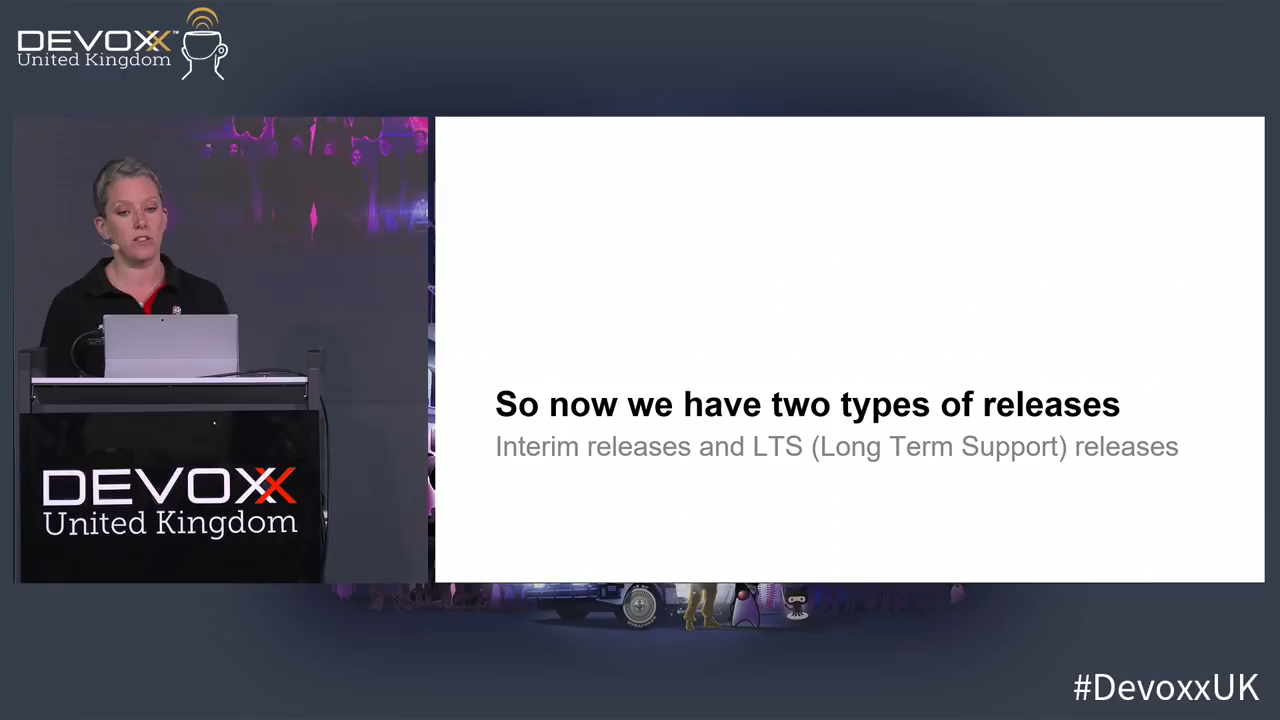 DEVOXX™
United Kingdom
So now we have two types of releases
Interim releases and LTS (Long Term Support) releases
DEVOXX
United Kingdom
#DevoxxUK